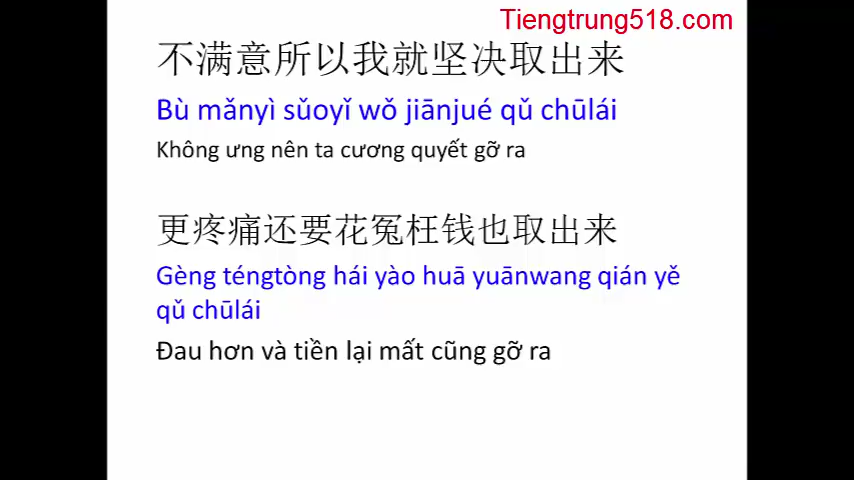 Tiengtrung518.com
不满意所以我就坚决取出来
Bù mǎnyì sǔoyǐ wǒ jiānjué qǔ chūlái
Không ưng nên ta cương quyết gỡ ra
更疼痛还要花冤枉钱也取出来
Gèng téngtòng hái yào huā yuānwang qián yě
qǔ chūlái
Đau hơn và tiền lại mất cũng gỡ ra